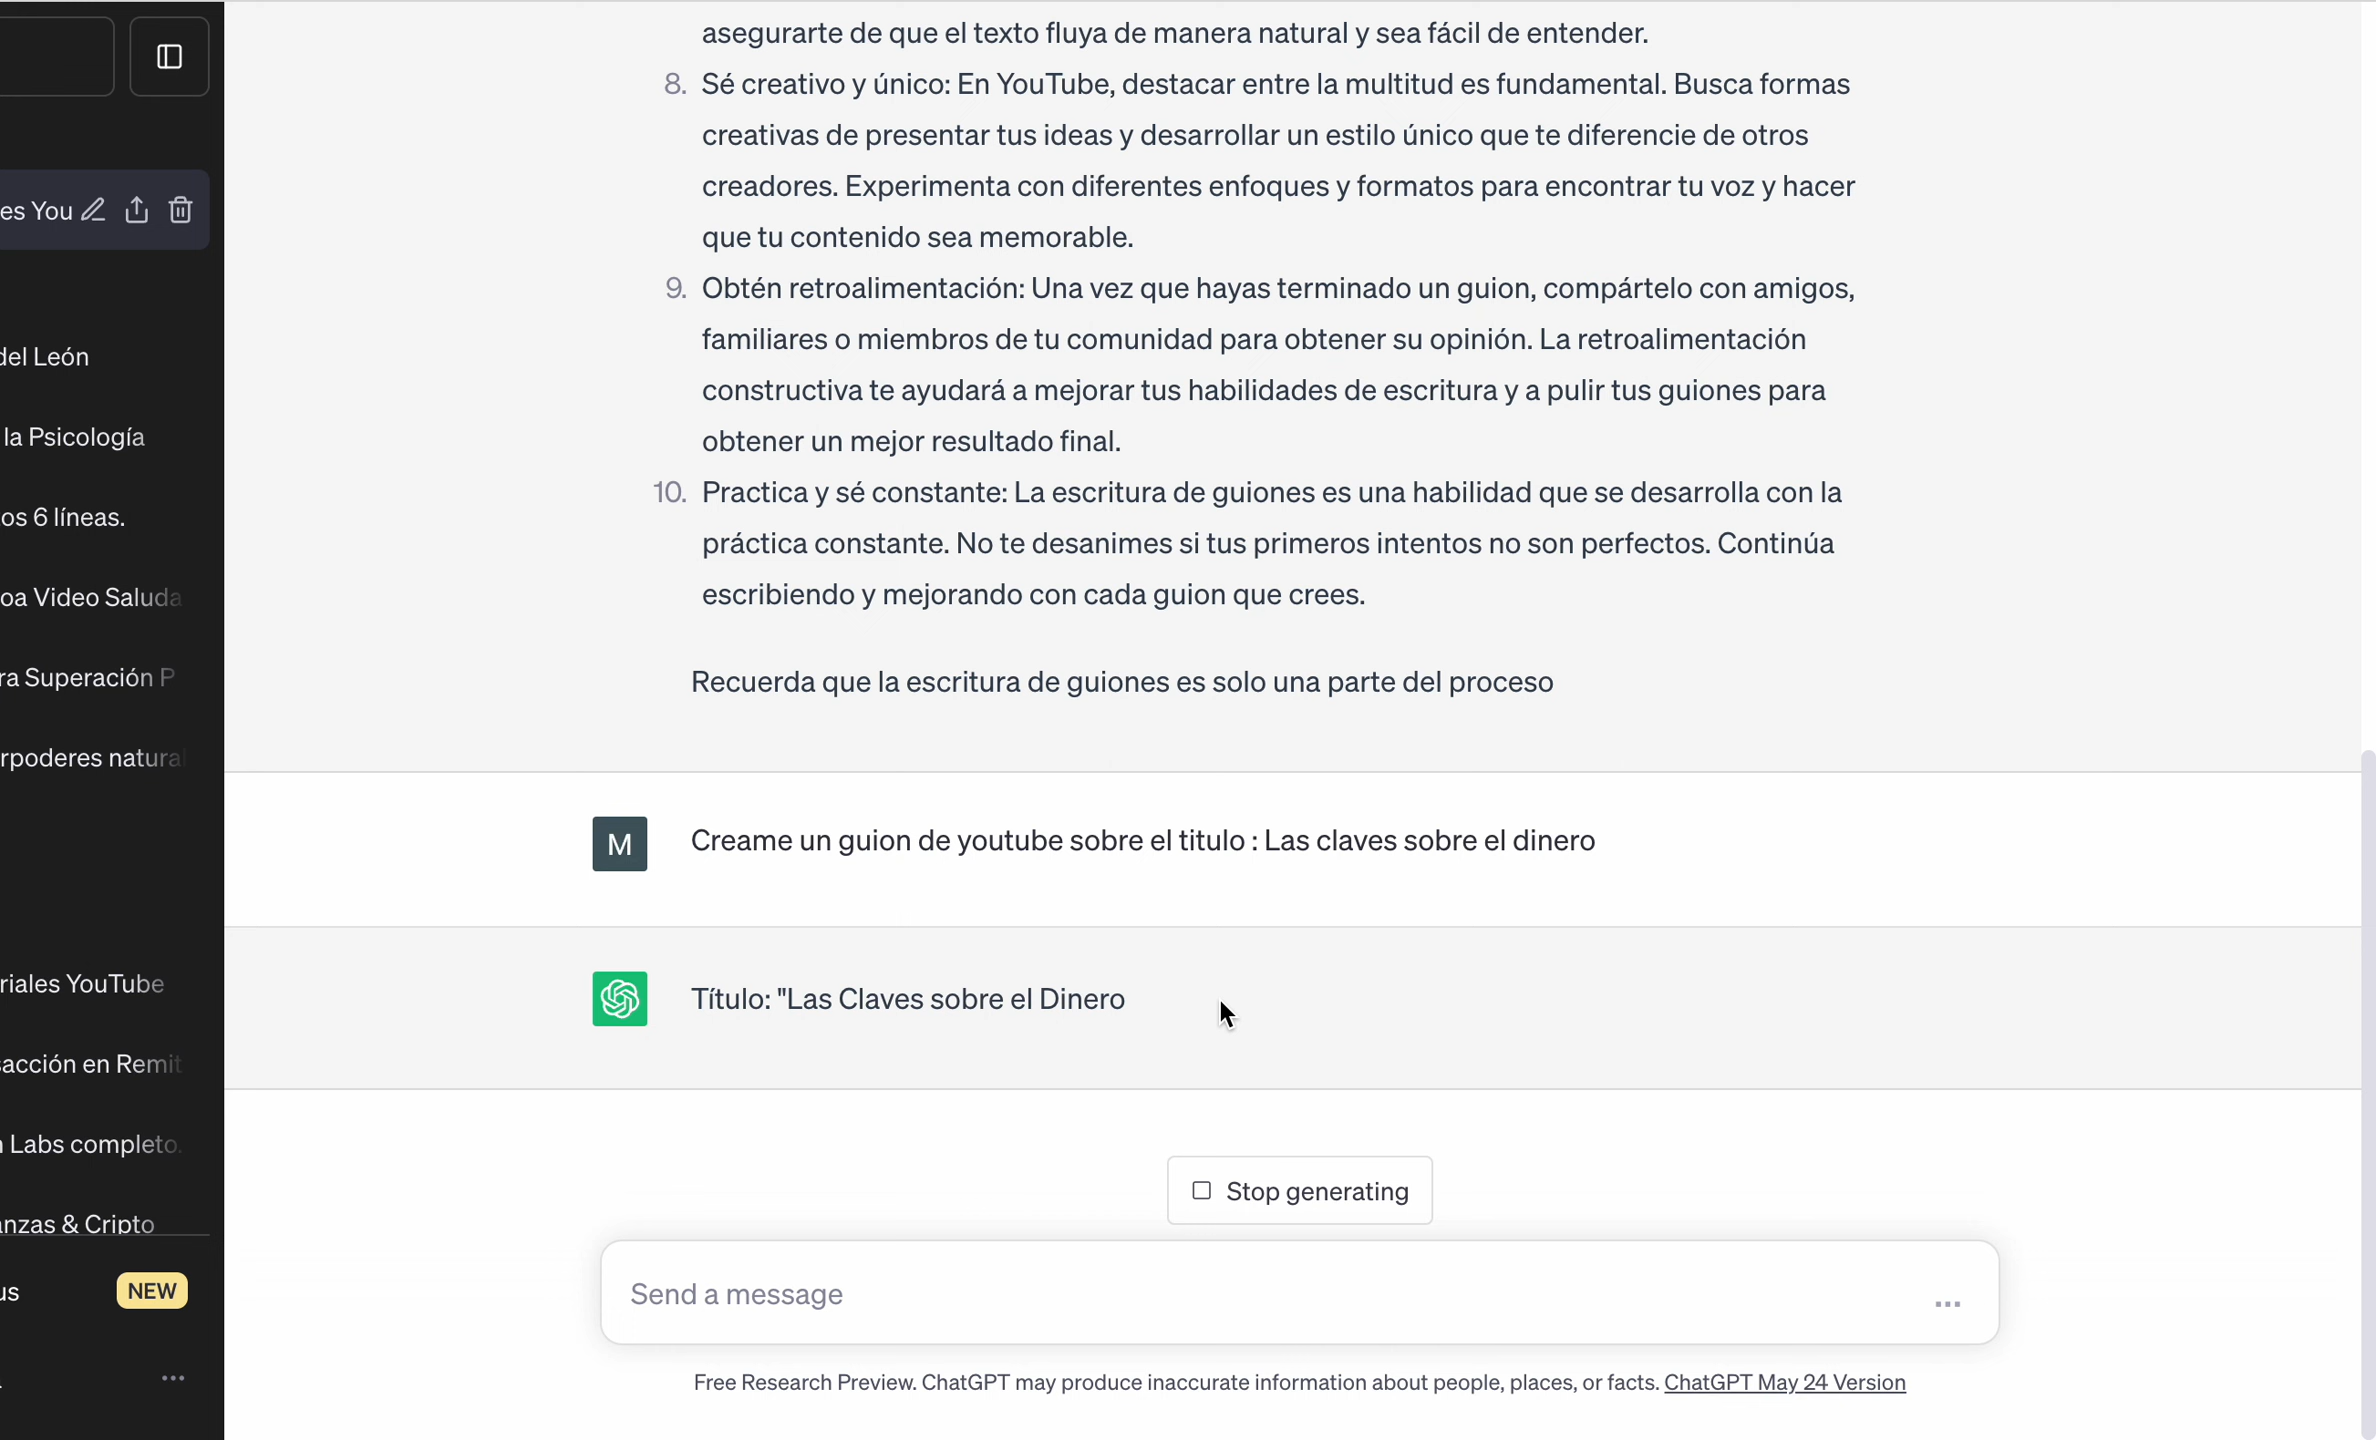 es You
del León
la Psicología
os 6 líneas.
oa Video Saluda
ra Superación P
rpoderes natural
riales YouTube
sacción en Remit
n Labs completo.
anzas & Cripto
us
NEW
asegurarte de que el texto fluya de manera natural y sea fácil de entender.
8. Sé creativo y único: En YouTube, destacar entre la multitud es fundamental. Busca formas
creativas de presentar tus ideas y desarrollar un estilo único que te diferencie de otros
creadores. Experimenta con diferentes enfoques y formatos para encontrar tu voz y hacer
que tu contenido sea memorable.
9. Obtén retroalimentación: Una vez que hayas terminado un guion, compártelo con amigos,
familiares o miembros de tu comunidad para obtener su opinión. La retroalimentación
constructiva te ayudará a mejorar tus habilidades de escritura y a pulir tus guiones para
obtener un mejor resultado final.
10. Practica y sé constante: La escritura de guiones es una habilidad que se desarrolla con la
práctica constante. No te desanimes si tus primeros intentos no son perfectos. Continúa
escribiendo y mejorando con cada guion que crees.
Recuerda que la escritura de guiones es solo una parte del proceso
M
Creame un guion de youtube sobre el titulo : Las claves sobre el dinero
Título: "Las Claves sobre el Dinero
Stop generating
Send a message
Free Research Preview. ChatGPT may produce inaccurate information about people, places, or facts. ChatGPT May 24 Version